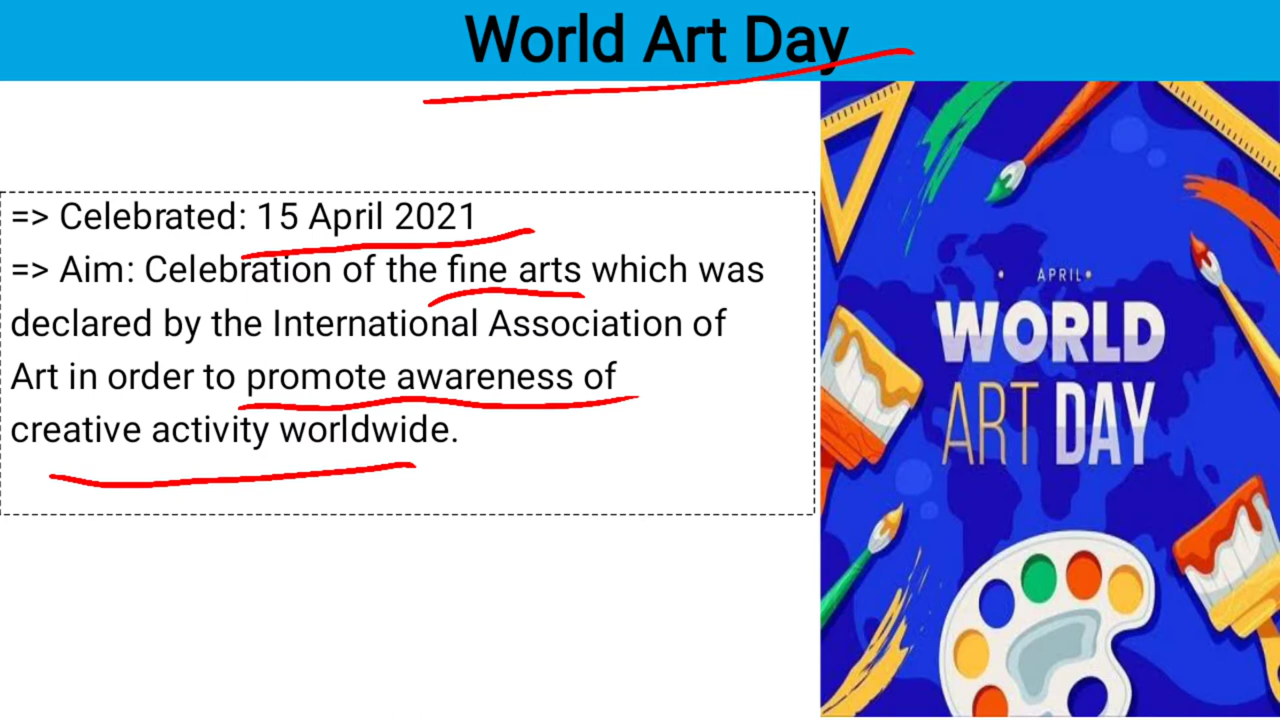 World Art Day
=> Celebrated: 15 April 2021
=> Aim: Celebration of the fine arts which was
declared by the International Association of
Art in order to promote awareness of
creative activity worldwide.
• APRIL•
WORLD
ART DAY